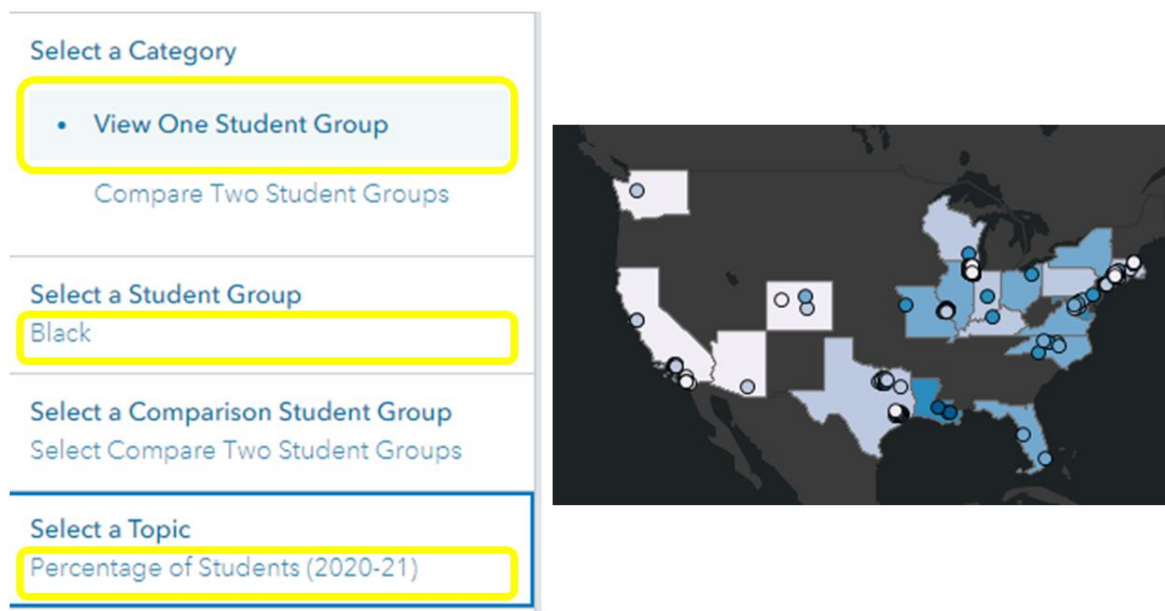 Select a Category
• View One Student Group
Compare Two Student Groups
Select a Student Group
Black
Select a Comparison Student Group
Select Compare Two Student Groups
Select a Topic
Percentage of Students (2020-21)